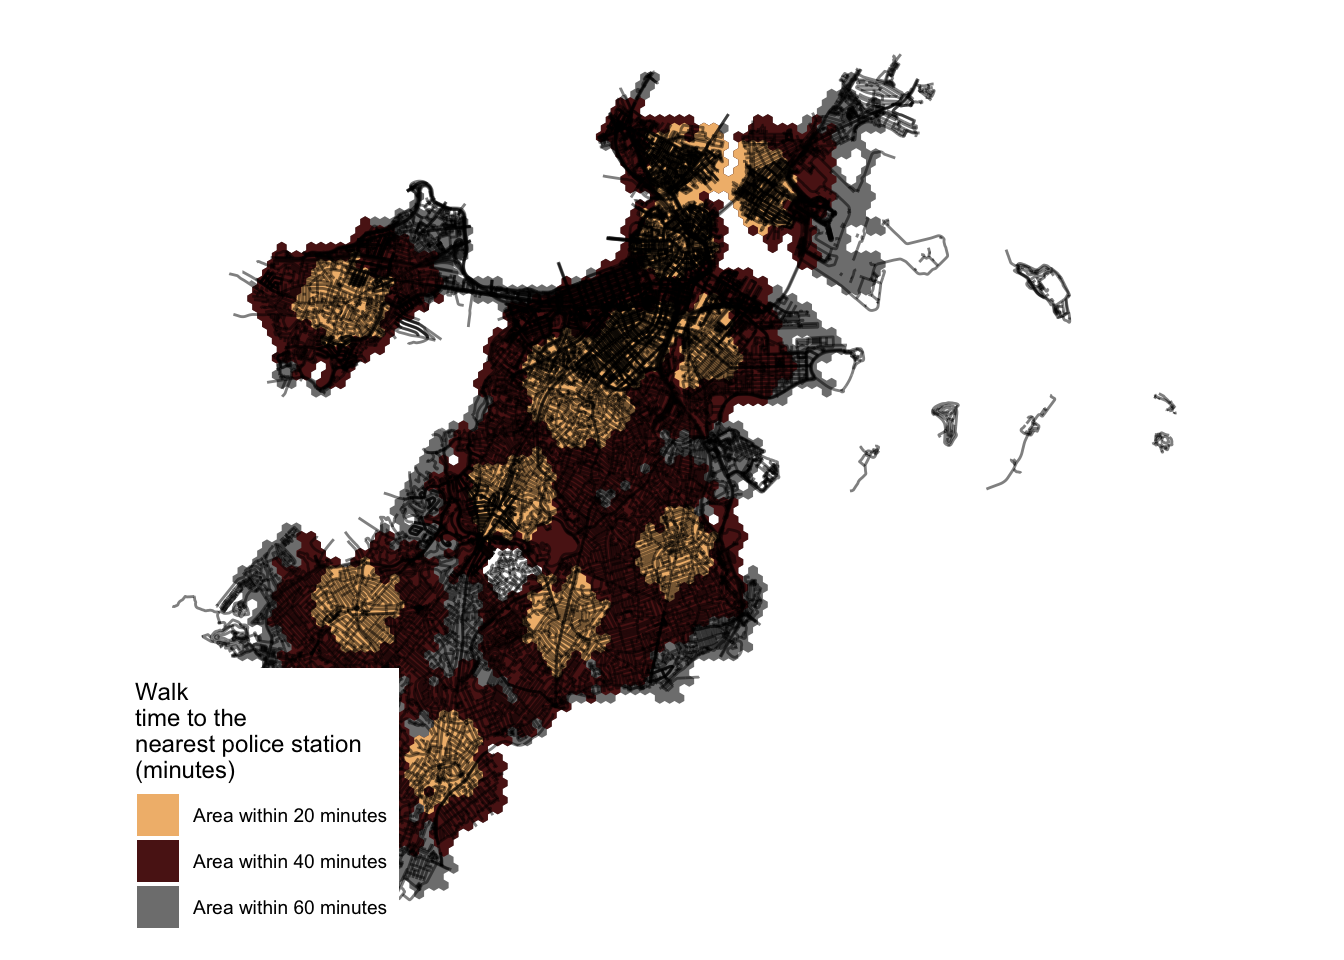 Walk
time to the
nearest police station
(minutes)
Area within 20 minutes
Area within 40 minutes
Area within 60 minutes